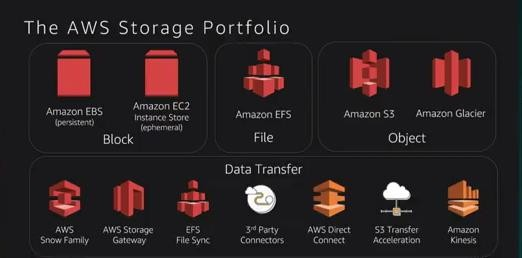 The AWS Storage Portfolio
Amazon EBS
(persistent)
Amazon EC2
Instance Store
(ephemeral)
Block
Amazon EFS
File
Amazon S3
Amazon Glacier
Object
Data Transfer
AWS
Snow Family
AWS Storage
Gateway
EFS
File Sync
3rd Party
Connectors
AWS Direct
Connect
S3 Transfer
Acceleration
Amazon
Kinesis